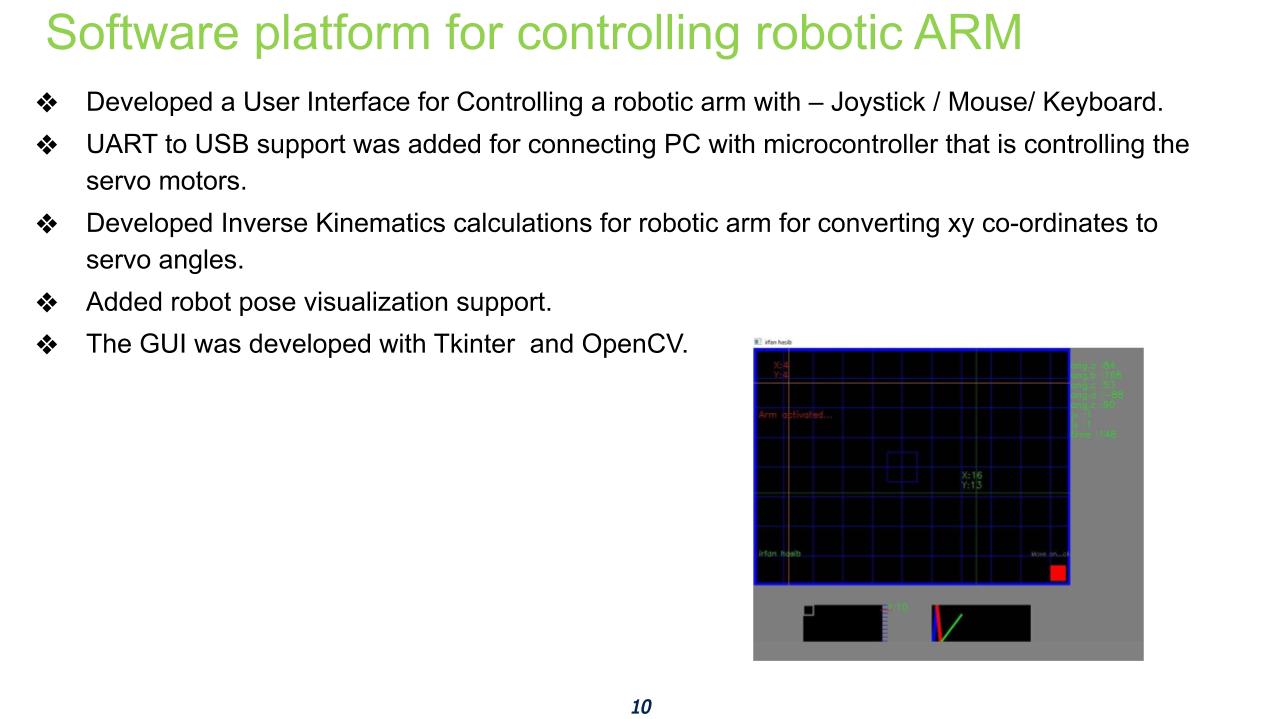 Software platform for controlling robotic ARM
❖ Developed a User Interface for Controlling a robotic arm with – Joystick / Mouse/ Keyboard.
❖ UART to USB support was added for connecting PC with microcontroller that is controlling the
servo motors.
❖ Developed Inverse Kinematics calculations for robotic arm for converting xy co-ordinates to
servo angles.
❖ Added robot pose visualization support.
❖ The GUI was developed with Tkinter  and OpenCV.
irfan hasib
X:4
Y:4
Arm activated...
X:16
Y:13
irfan hasib
10